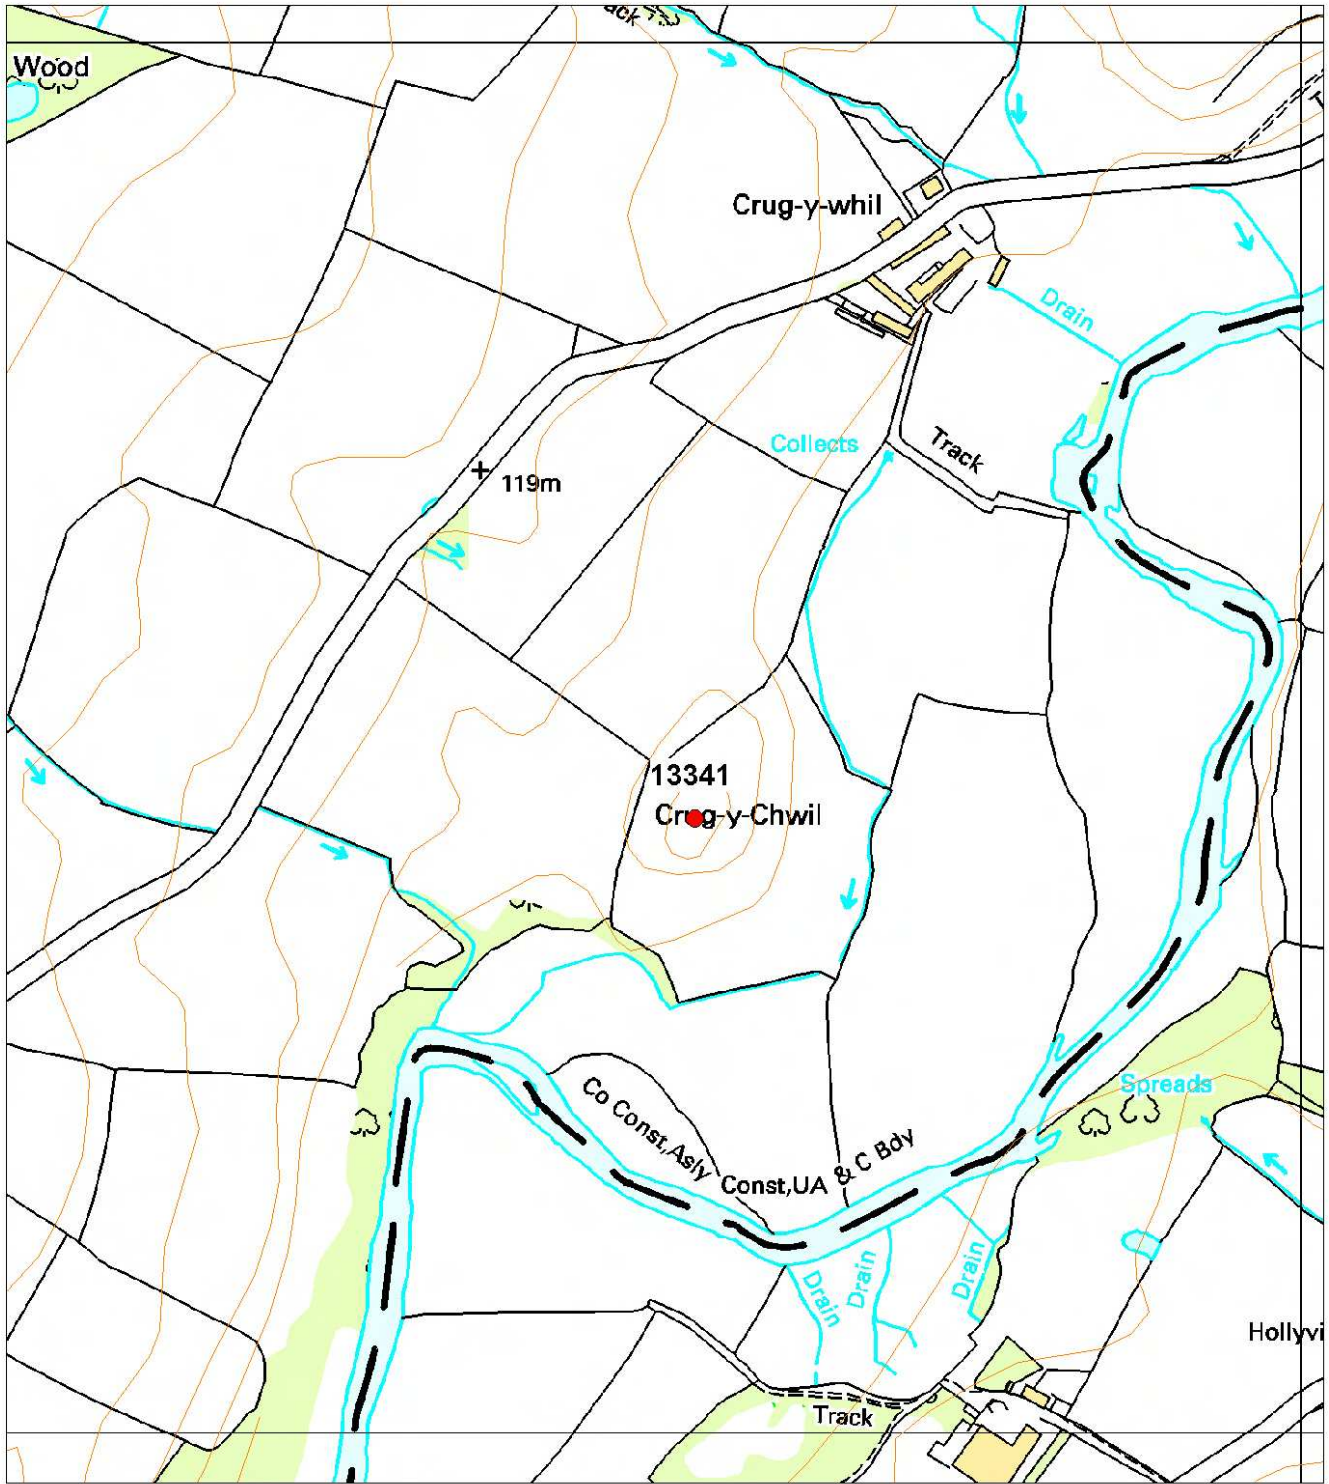 ack
Wood
Crug-y-whil
Drain
Collects
Track
119m
13341
Crug-y-Chwil
Spreads
Co Const,Asly
Const,UA & C Bdy
Drain
Drain
Drain
Hollyvi
Track